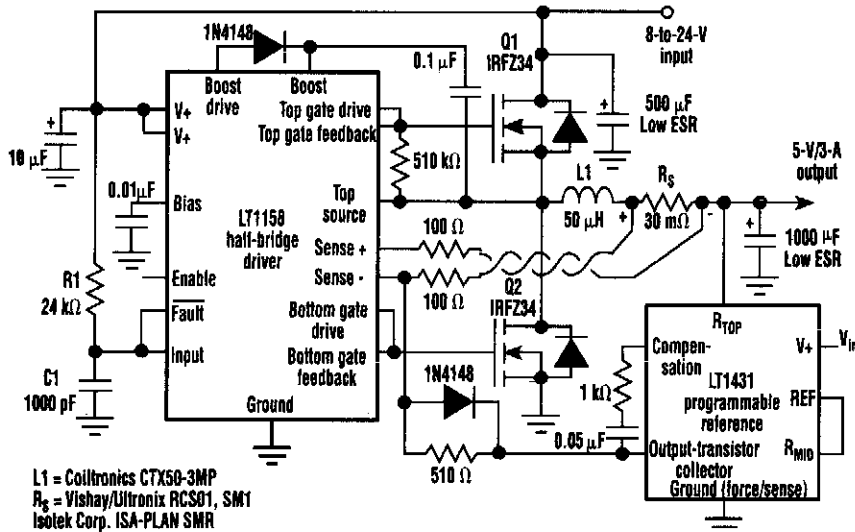 1N4148
Q1
IRFZ34
8-to-24-V
input
0.1 µF
Boost
drive
Boost
V+
V+
Top gate drive
Top gate feedback
+
10 µF
510 kΩ
+
500 µF
Low ESR
5-V/3-A
output
0.01µF
Bias
LT1158
half-bridge
driver
Top
source
L1
50 µH
RS
+
30 mΩ
-
+
1000 µF
Low ESR
100 Ω
Sense +
Sense -
100 Ω
R1
24 kΩ
Enable
Fault
Input
Bottom gate
drive
Bottom gate
feedback
Q2
IRFZ34
C1
1000 pF
Ground
1N4148
510 Ω
1 kΩ
0.05 µF
RTOP
Compen-
sation
V+
Vin
LT1431
programmable
reference
REF
RMID
Output-transistor
collector
Ground (force/sense)
L1 = Coiltronics CTX50-3MP
RS = Vishay/Ultronix RCS01, SM1
Isotek Corp. ISA-PLAN SMR